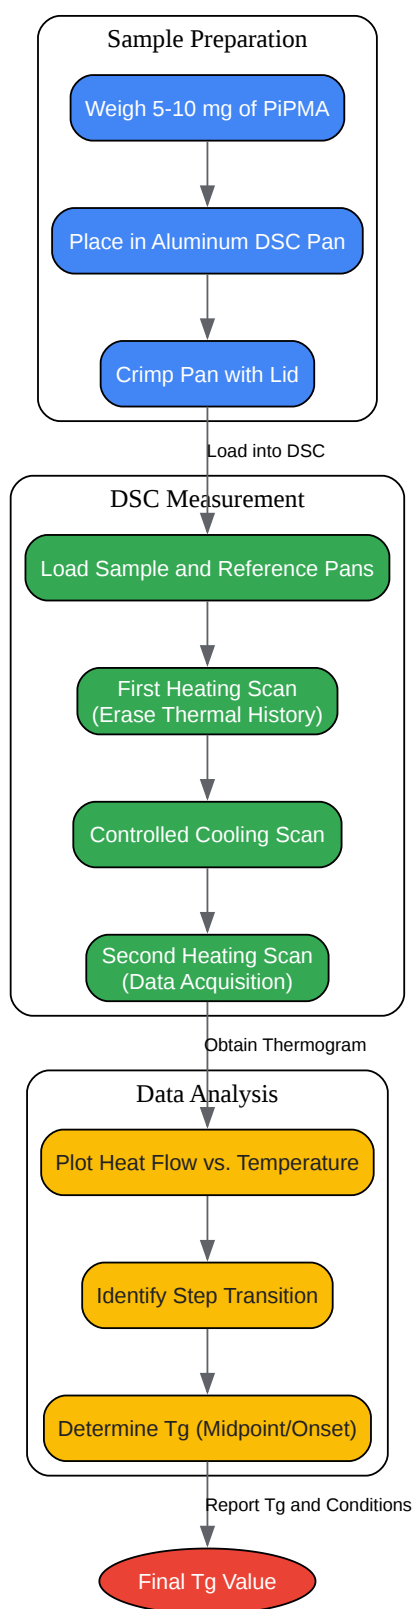 Sample Preparation
Weigh 5-10 mg of PiPMA
Place in Aluminum DSC Pan
Crimp Pan with Lid
Load into DSC
DSC Measurement
Load Sample and Reference Pans
First Heating Scan
(Erase Thermal History)
Controlled Cooling Scan
Second Heating Scan
(Data Acquisition)
Obtain Thermogram
Data Analysis
Plot Heat Flow vs. Temperature
Identify Step Transition
Determine Tg (Midpoint/Onset)
Report Tg and Conditions
Final Tg Value